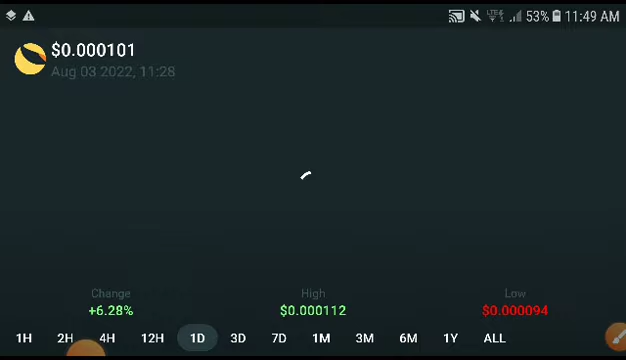 53% 11:49 AM
$0.000101
Aug 03 2022, 11:28
Change High Low
+6.28% $0.000112 $0.000094
1H 2H 4H 12H 1D 3D 7D 1M 3M 6M 1Y ALL